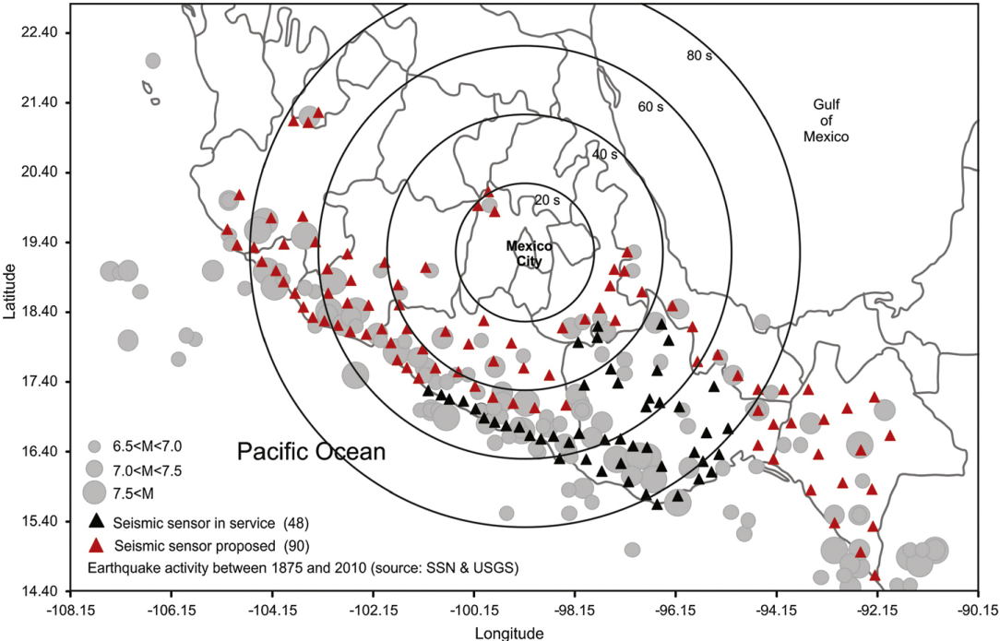 22.40
21.40
20.40
19.40
18.40
17.40
16.40
15.40
14.40
Latitude
80 s
60 s
40 s
20 s
Gulf
of
Mexico
Mexico
City
Pacific Ocean
6.5<M<7.0
7.0<M<7.5
7.5<M
Seismic sensor in service (48)
Seismic sensor proposed (90)
Earthquake activity between 1875 and 2010 (source: SSN & USGS)
-108.15 -106.15 -104.15 -102.15 -100.15 -98.15 -96.15 -94.15 -92.15 -90.15
Longitude